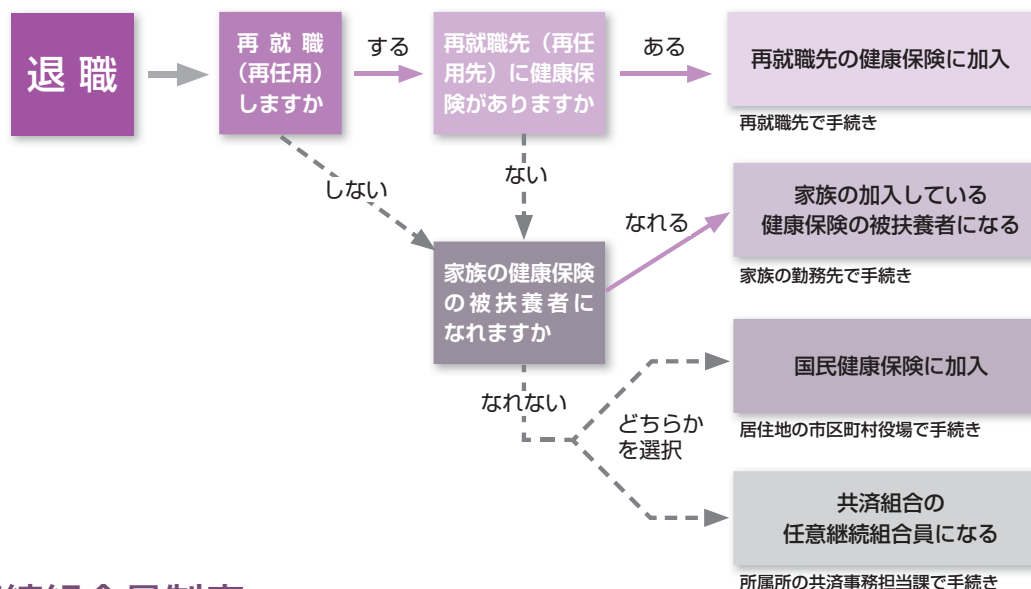 退職
再就職
（再任用）
しますか
する
再就職先（再任
用先）に健康保
険がありますか
ある
再就職先の健康保険に加入
再就職先で手続き
しない
ない
家族の健康保険
の被扶養者に
なれますか
なれる
家族の加入している
健康保険の被扶養者になる
家族の勤務先で手続き
なれない
どちらか
を選択
国民健康保険に加入
居住地の市区町村役場で手続き
共済組合の
任意継続組合員になる
所属所の共済事務担当課で手続き
続組合員制度